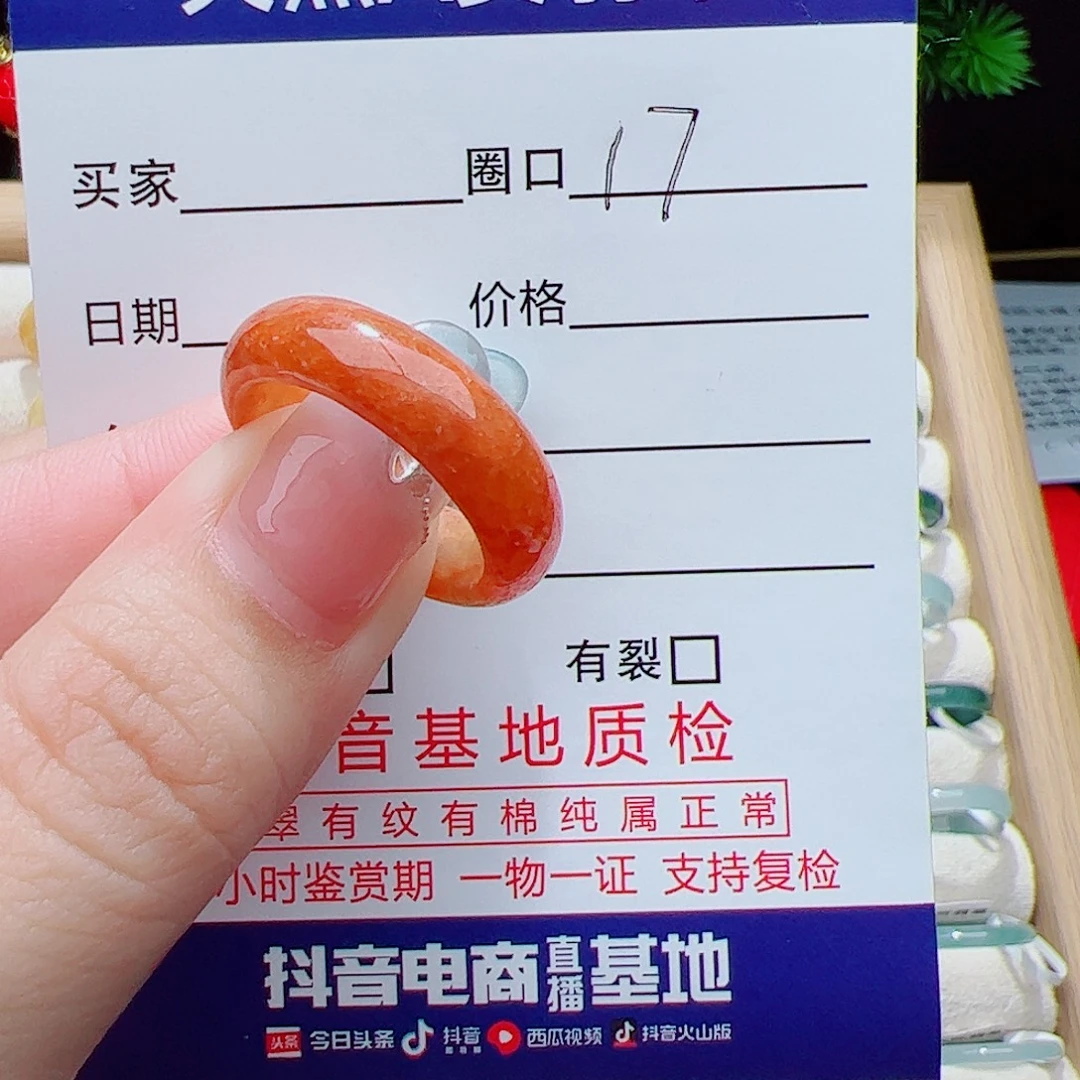 买家 圈口 17
日期 价格
有裂
音基地质检
翠有纹有棉纯属正常
小时鉴赏期 一物一证 支持复检
抖音电商直播基地
头条 今日头条 抖音 西瓜视频 抖音火山版